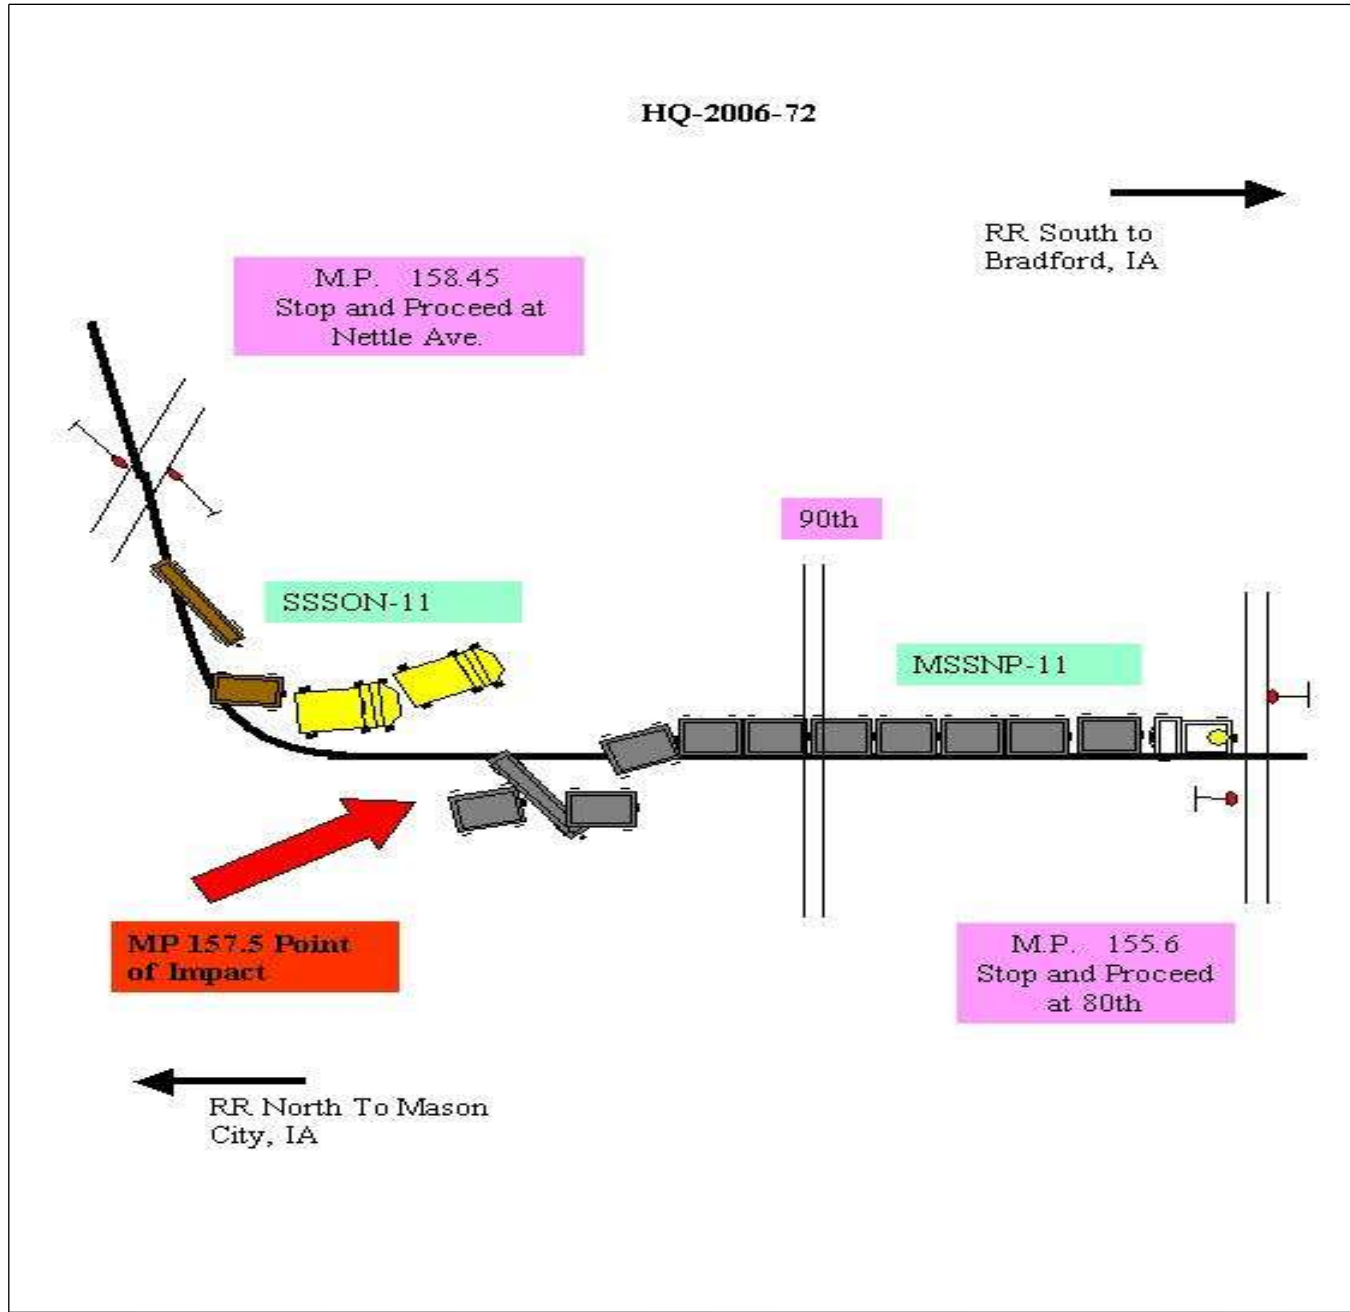 HQ-2006-72
RR South to
Bradford, IA
M.P. 158.45
Stop and Proceed at
Nettle Ave.
90th
SSSON-11
MSSNP-11
MP 157.5 Point
of Impact
M.P. 155.6
Stop and Proceed
at 80th
RR North To Mason
City, IA